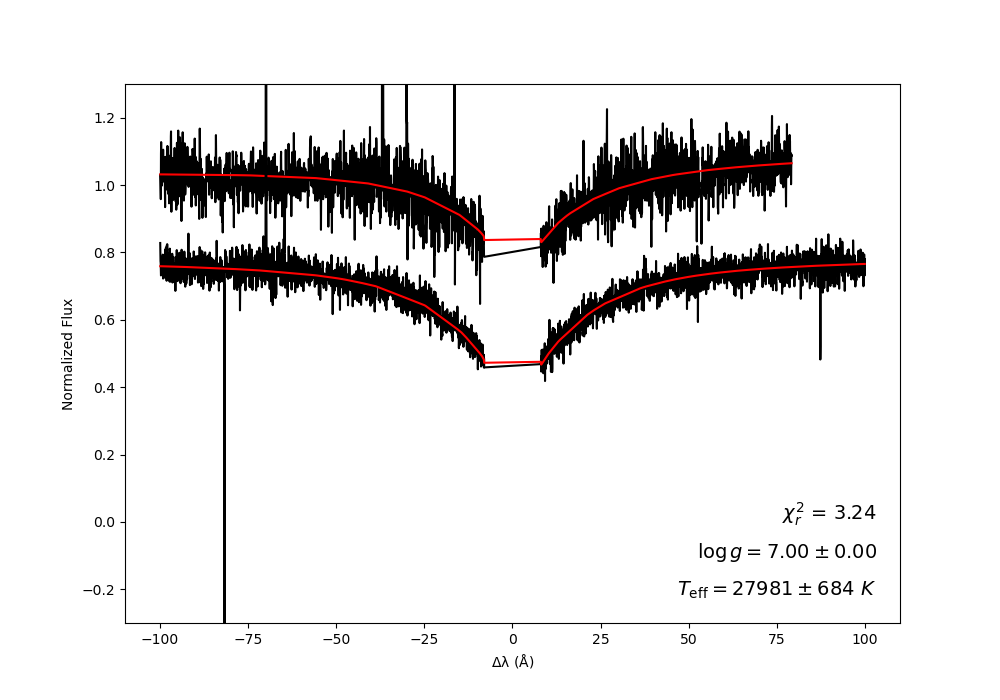 1.2
1.0
0.8
0.6
0.4
0.2
0.0
−0.2
Normalized Flux
χ²ᵣ = 3.24
log g = 7.00 ± 0.00
T_eff = 27981 ± 684 K
−100 −75 −50 −25 0 25 50 75 100
Δλ (Å)